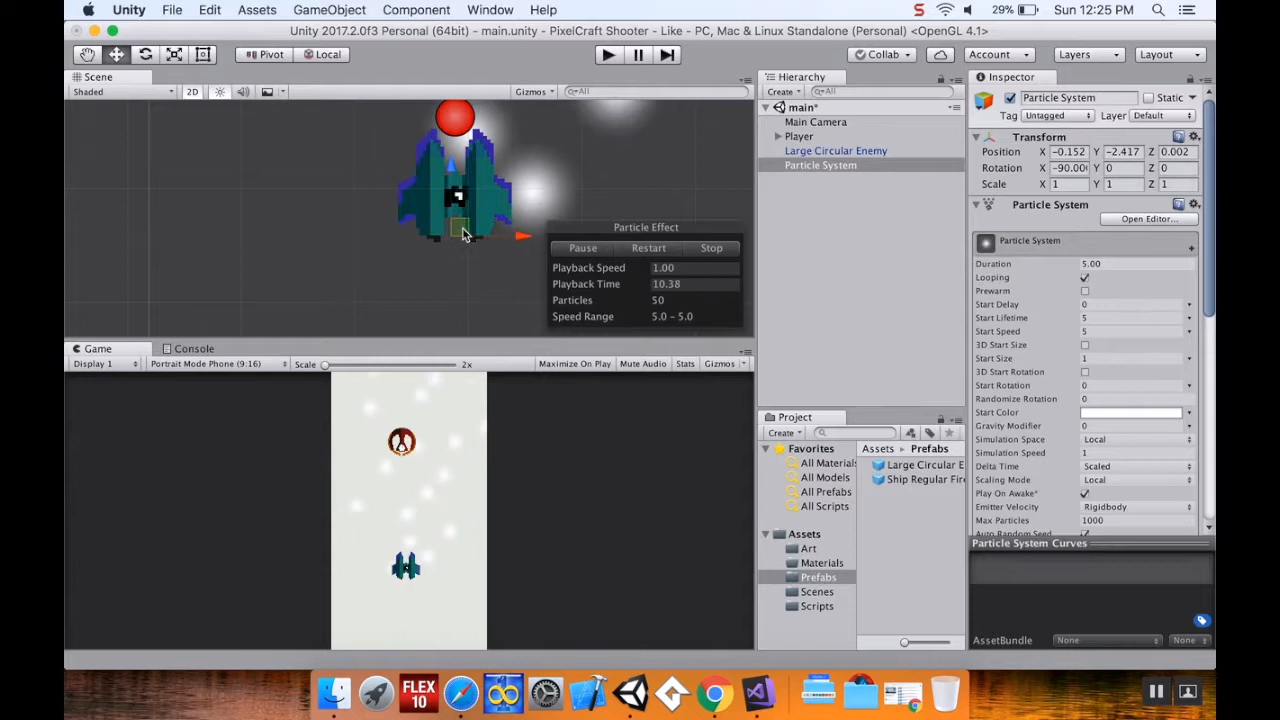 Unity File Edit Assets GameObject Component Window Help 29% Sun 12:25 PM
Unity 2017.2.0f3 Personal (64bit) - main.unity - PixelCraft Shooter - Like - PC, Mac & Linux Standalone (Personal) <OpenGL 4.1>
Pivot Local Collab Account Layers Layout
Scene
Shaded 2D Gizmos All
Particle Effect
Pause Restart Stop
Playback Speed 1.00
Playback Time 10.38
Particles 50
Speed Range 5.0 - 5.0
Game Console
Display 1 Portrait Mode Phone (9:16) Scale 2x Maximize On Play Mute Audio Stats Gizmos
Hierarchy
Create All
main*
Main Camera
Player
Large Circular Enemy
Particle System
Project
Create
Favorites
All Materials
All Models
All Prefabs
All Scripts
Assets
Art
Materials
Prefabs
Scenes
Scripts
Assets Prefabs
Large Circular E
Ship Regular Fire
Inspector
Particle System Static
Tag Untagged Layer Default
Transform
Position X -0.152 Y -2.417 Z 0.002
Rotation X -90.00 Y 0 Z 0
Scale X 1 Y 1 Z 1
Particle System
Open Editor...
Particle System
Duration 5.00
Looping
Prewarm
Start Delay 0
Start Lifetime 5
Start Speed 5
3D Start Size
Start Size 1
3D Start Rotation
Start Rotation 0
Randomize Rotation 0
Start Color
Gravity Modifier 0
Simulation Space Local
Simulation Speed 1
Delta Time Scaled
Scaling Mode Local
Play On Awake*
Emitter Velocity Rigidbody
Max Particles 1000
Auto Random Seed
Particle System Curves
AssetBundle None None
FLEX
10